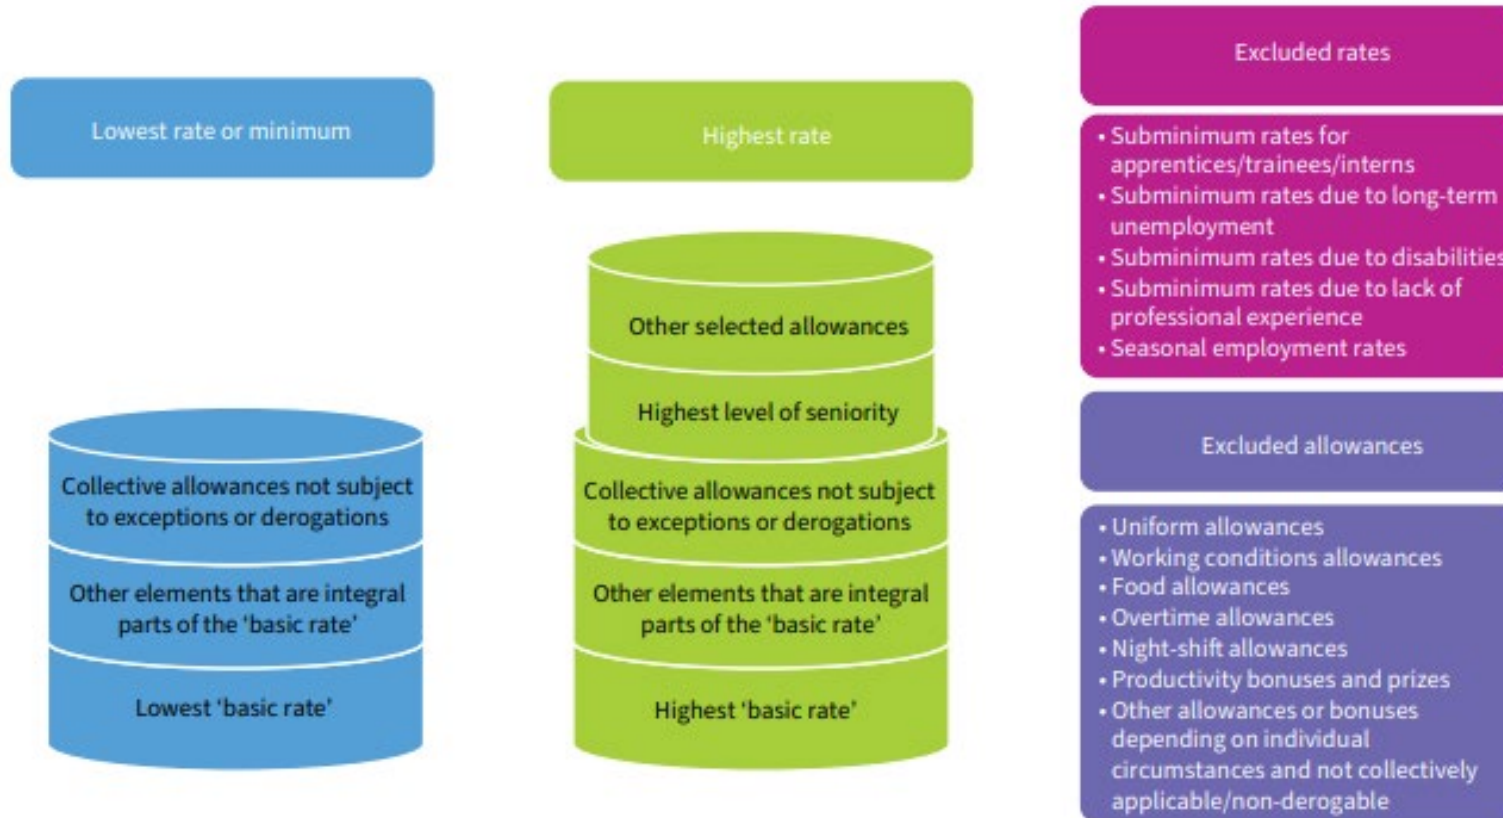 Lowest rate or minimum
Collective allowances not subject
to exceptions or derogations
Other elements that are integral
parts of the ‘basic rate’
Lowest ‘basic rate’
Highest rate
Other selected allowances
Highest level of seniority
Collective allowances not subject
to exceptions or derogations
Other elements that are integral
parts of the ‘basic rate’
Highest ‘basic rate’
Excluded rates
• Subminimum rates for
apprentices/trainees/interns
• Subminimum rates due to long-term
unemployment
• Subminimum rates due to disabilities
• Subminimum rates due to lack of
professional experience
• Seasonal employment rates
Excluded allowances
• Uniform allowances
• Working conditions allowances
• Food allowances
• Overtime allowances
• Night-shift allowances
• Productivity bonuses and prizes
• Other allowances or bonuses
depending on individual
circumstances and not collectively
applicable/non-derogable